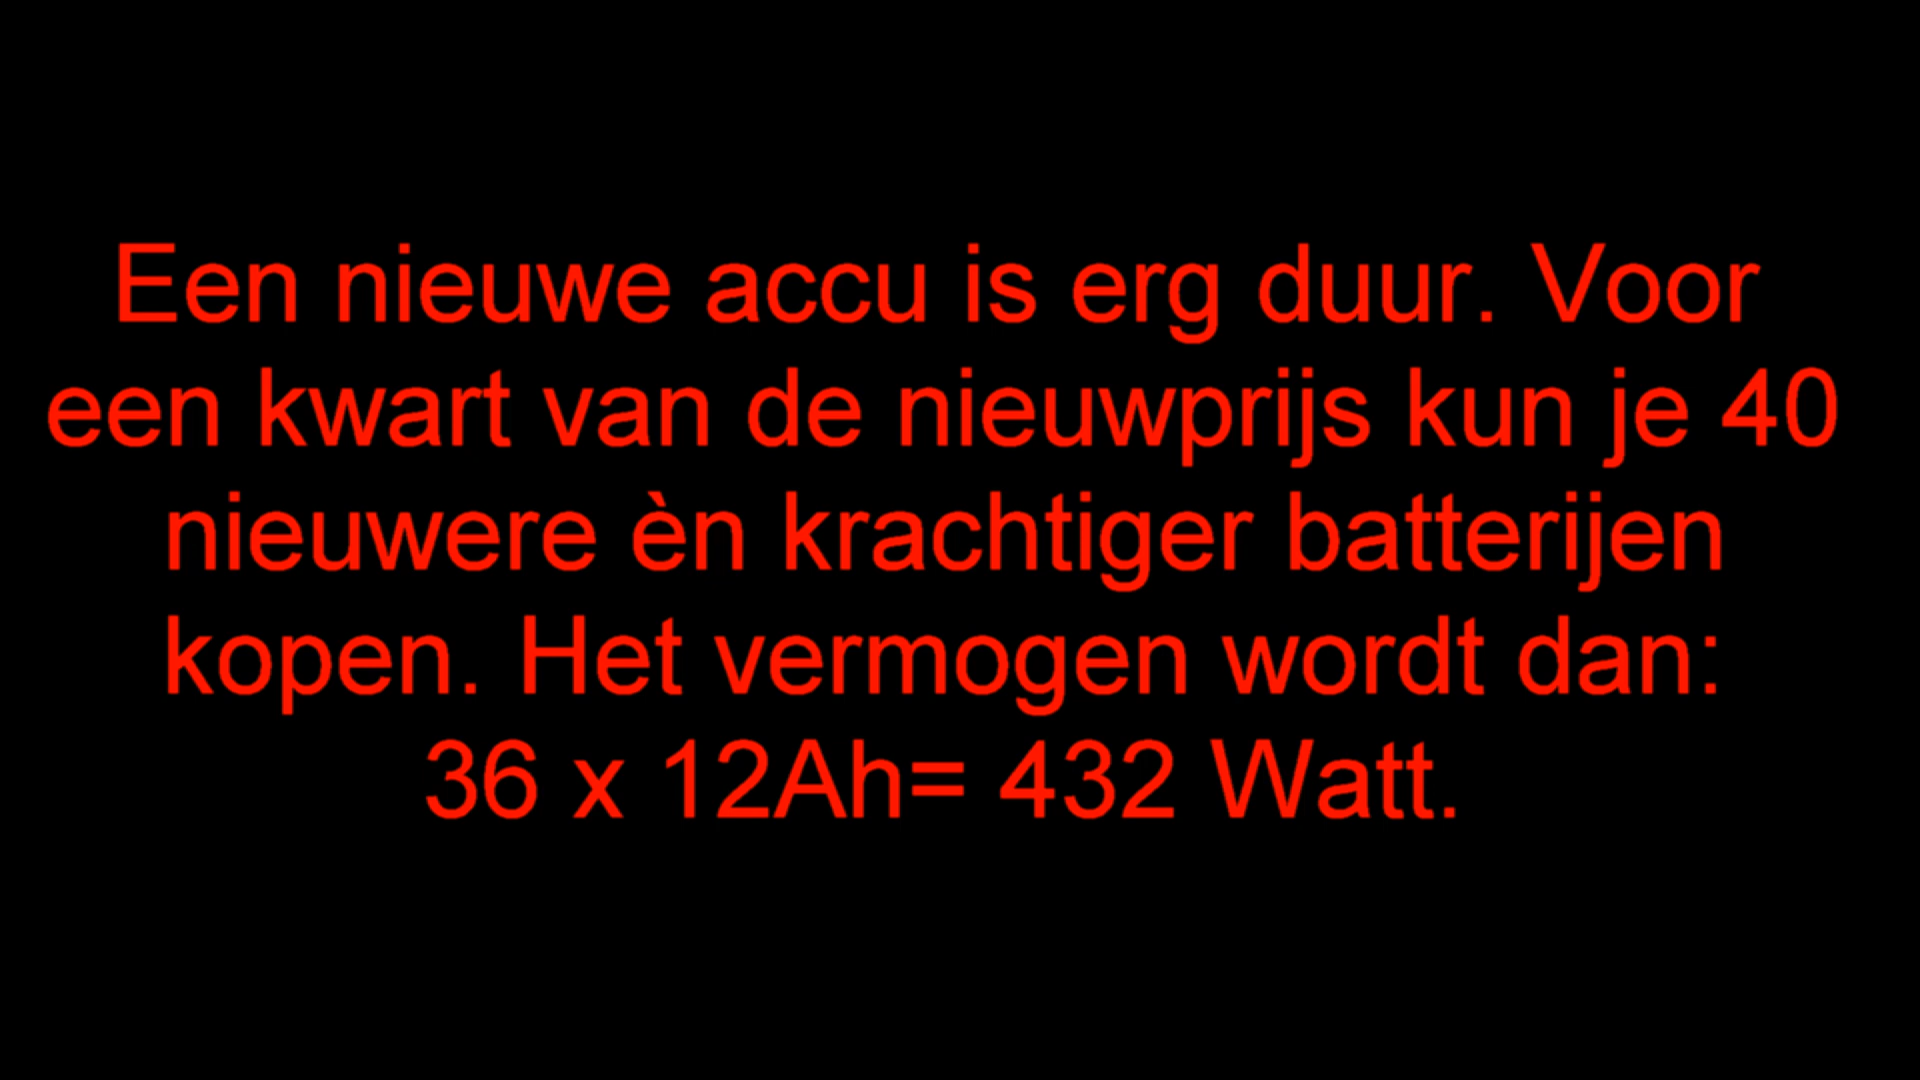 Een nieuwe accu is erg duur. Voor
een kwart van de nieuwprijs kun je 40
nieuwere èn krachtiger batterijen
kopen. Het vermogen wordt dan:
36 x 12Ah= 432 Watt.